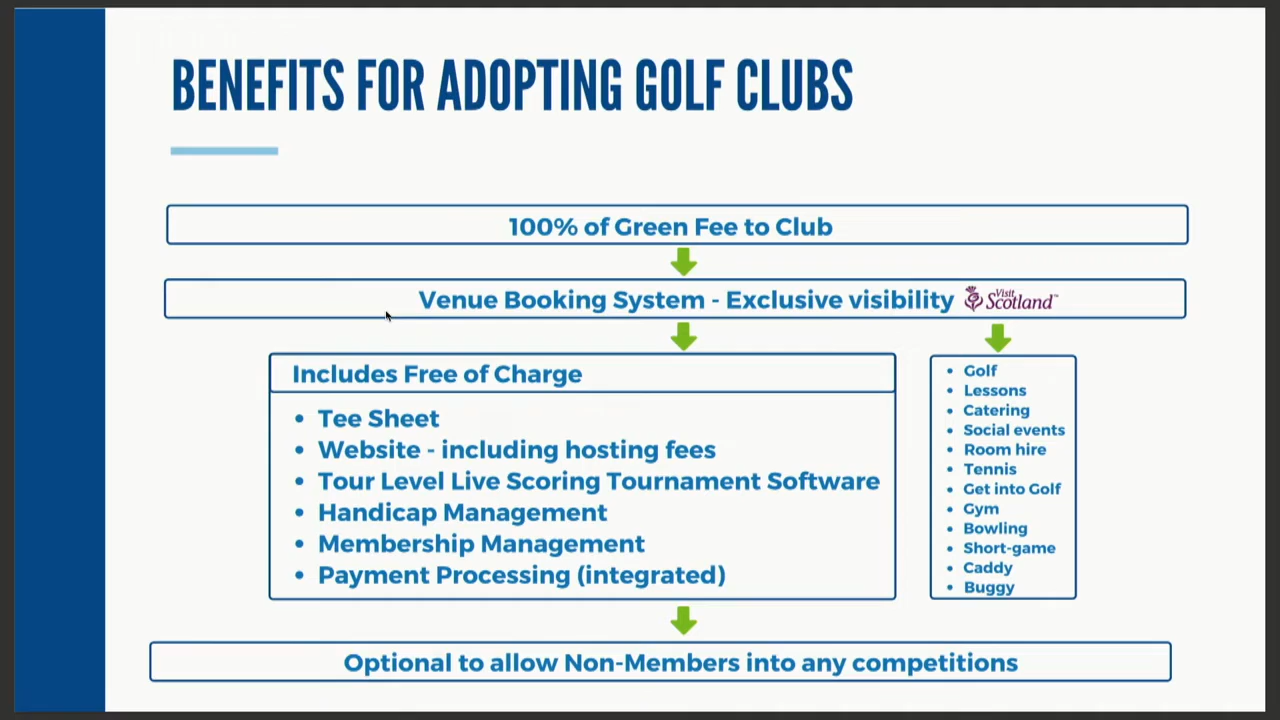 BENEFITS FOR ADOPTING GOLF CLUBS
100% of Green Fee to Club
Venue Booking System - Exclusive visibility Visit Scotland™
Includes Free of Charge
• Tee Sheet
• Website - including hosting fees
• Tour Level Live Scoring Tournament Software
• Handicap Management
• Membership Management
• Payment Processing (integrated)
• Golf
• Lessons
• Catering
• Social events
• Room hire
• Tennis
• Get into Golf
• Gym
• Bowling
• Short-game
• Caddy
• Buggy
Optional to allow Non-Members into any competitions